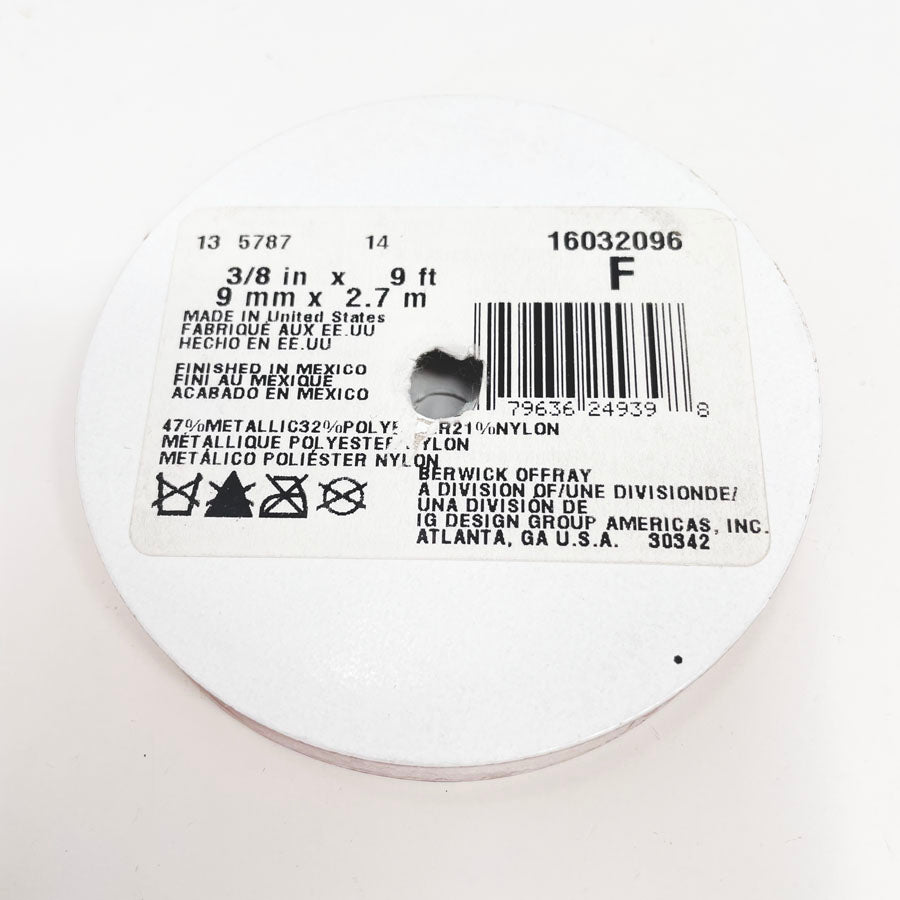 13 5787 14 16032096
3/8 in x 9 ft F
9 mm x 2.7 m
MADE IN United States
FABRIQUÉ AUX EE.UU
HECHO EN EE.UU
FINISHED IN MEXICO
FINI AU MEXIQUE
ACABADO EN MEXICO
79636 24939 8
47%METALLIC32%POLYE R21%NYLON
MÉTALLIQUE POLYESTER NYLON
METÁLICO POLIÉSTER NYLON
BERWICK OFFRAY
A DIVISION OF/UNE DIVISIONDE/
UNA DIVISIÓN DE
IG DESIGN GROUP AMERICAS, INC.
ATLANTA, GA U.S.A. 30342